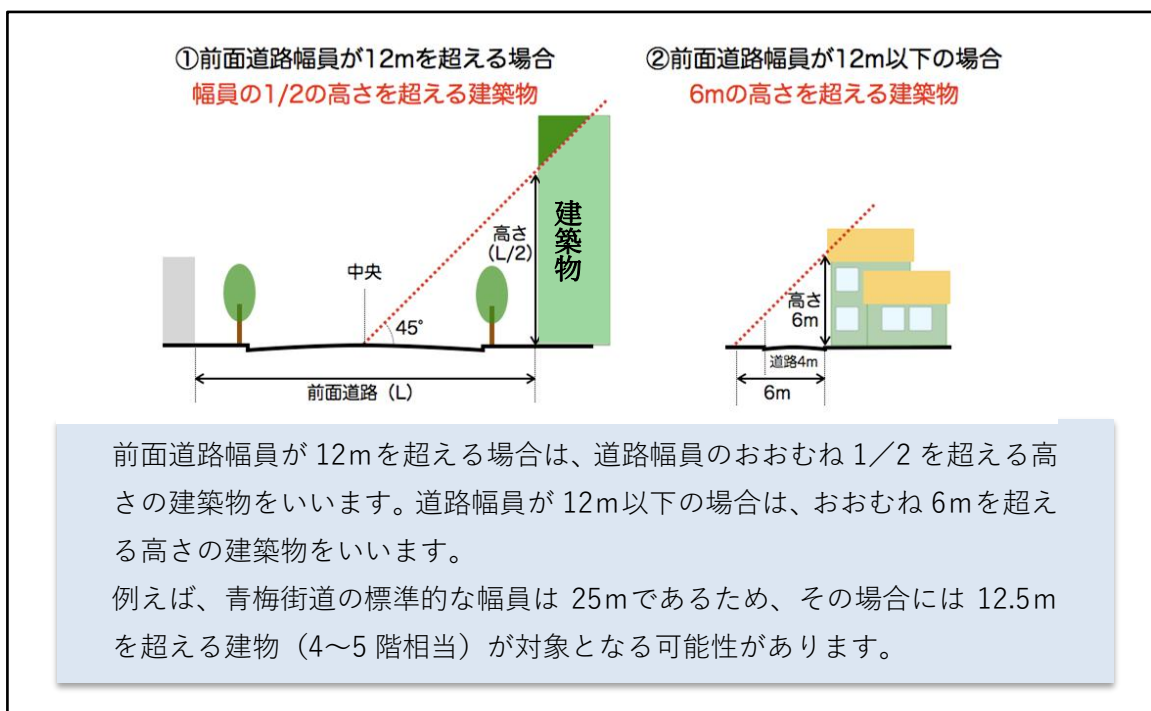 ①前面道路幅員が12mを超える場合
幅員の1/2の高さを超える建築物
②前面道路幅員が12m以下の場合
6mの高さを超える建築物
建築物
高さ
(L/2)
中央
45°
前面道路(L)
高さ
6m
道路4m
6m
前面道路幅員が 12mを超える場合は、道路幅員のおおむね 1/2 を超える高
さの建築物をいいます。道路幅員が 12m以下の場合は、おおむね 6mを超え
る高さの建築物をいいます。
例えば、青梅街道の標準的な幅員は 25mであるため、その場合には 12.5m
を超える建物(4~5 階相当)が対象となる可能性があります。